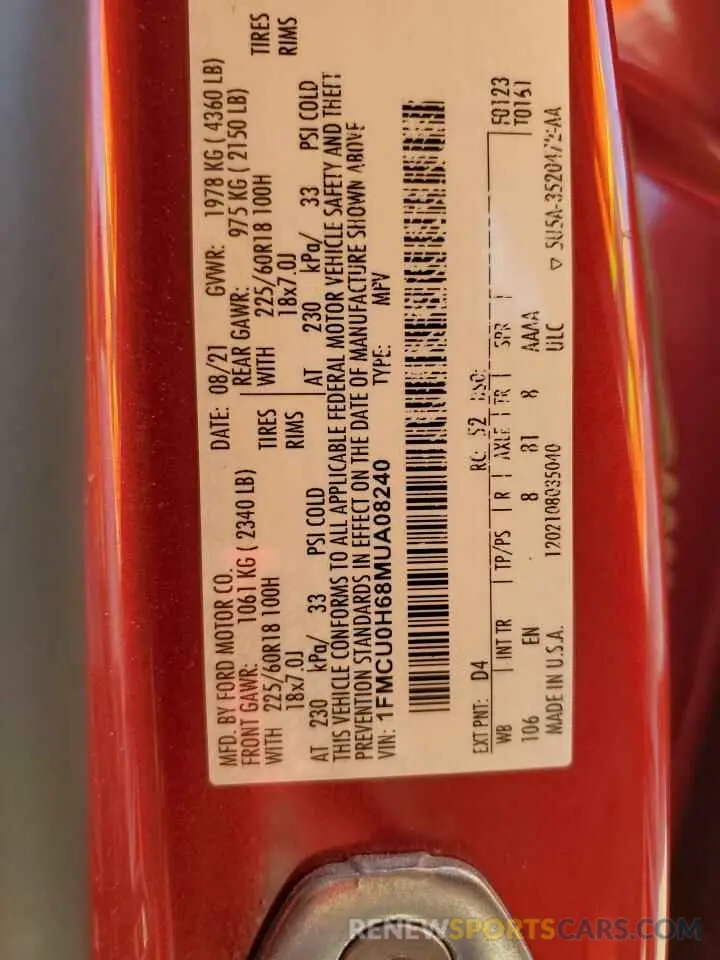 MFD. BY FORD MOTOR CO.
DATE: 08/21 GVWR: 1978 KG ( 4360 LB)
FRONT GAWR: 1061 KG ( 2340 LB)
REAR GAWR: 975 KG ( 2150 LB)
WITH 225/60R18 100H TIRES
WITH 225/60R18 100H TIRES
18x7.0J RIMS
18x7.0J RIMS
AT 230 kPa/ 33 PSI COLD
AT 230 kPa/ 33 PSI COLD
THIS VEHICLE CONFORMS TO ALL APPLICABLE FEDERAL MOTOR VEHICLE SAFETY AND THEFT
PREVENTION STANDARDS IN EFFECT ON THE DATE OF MANUFACTURE SHOWN ABOVE
VIN: 1FMCU0H68MUA08240 TYPE: MPV
EXT PNT: D4 RC: 52 DSO: F0123
WB INT TR TP/PS R AXLE TR SPR T0161
106 EN 8 81 8 AAAA
MADE IN U.S.A. 1202108035040 ULC
RENEWSPORTSCARS.COM